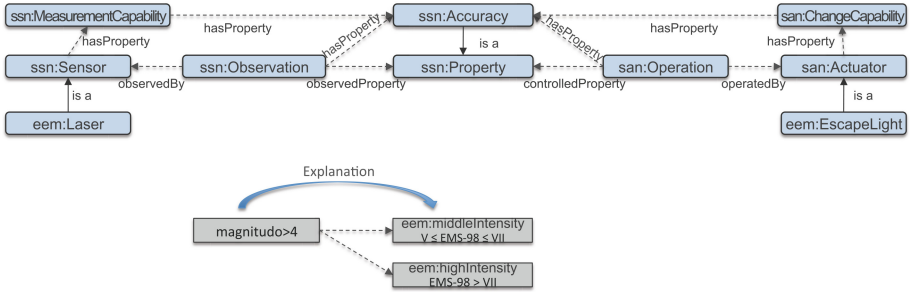 ssn:MeasurementCapability
ssn:Accuracy
san:ChangeCapability
hasProperty
hasProperty
hasProperty
hasProperty
hasProperty
hasProperty
is a
ssn:Sensor
ssn:Observation
ssn:Property
san:Operation
san:Actuator
observedBy
observedProperty
controlledProperty
operatedBy
is a
is a
eem:Laser
eem:EscapeLight
Explanation
magnitudo>4
eem:middleIntensity
V ≤ EMS-98 ≤ VII
eem:highIntensity
EMS-98 > VII